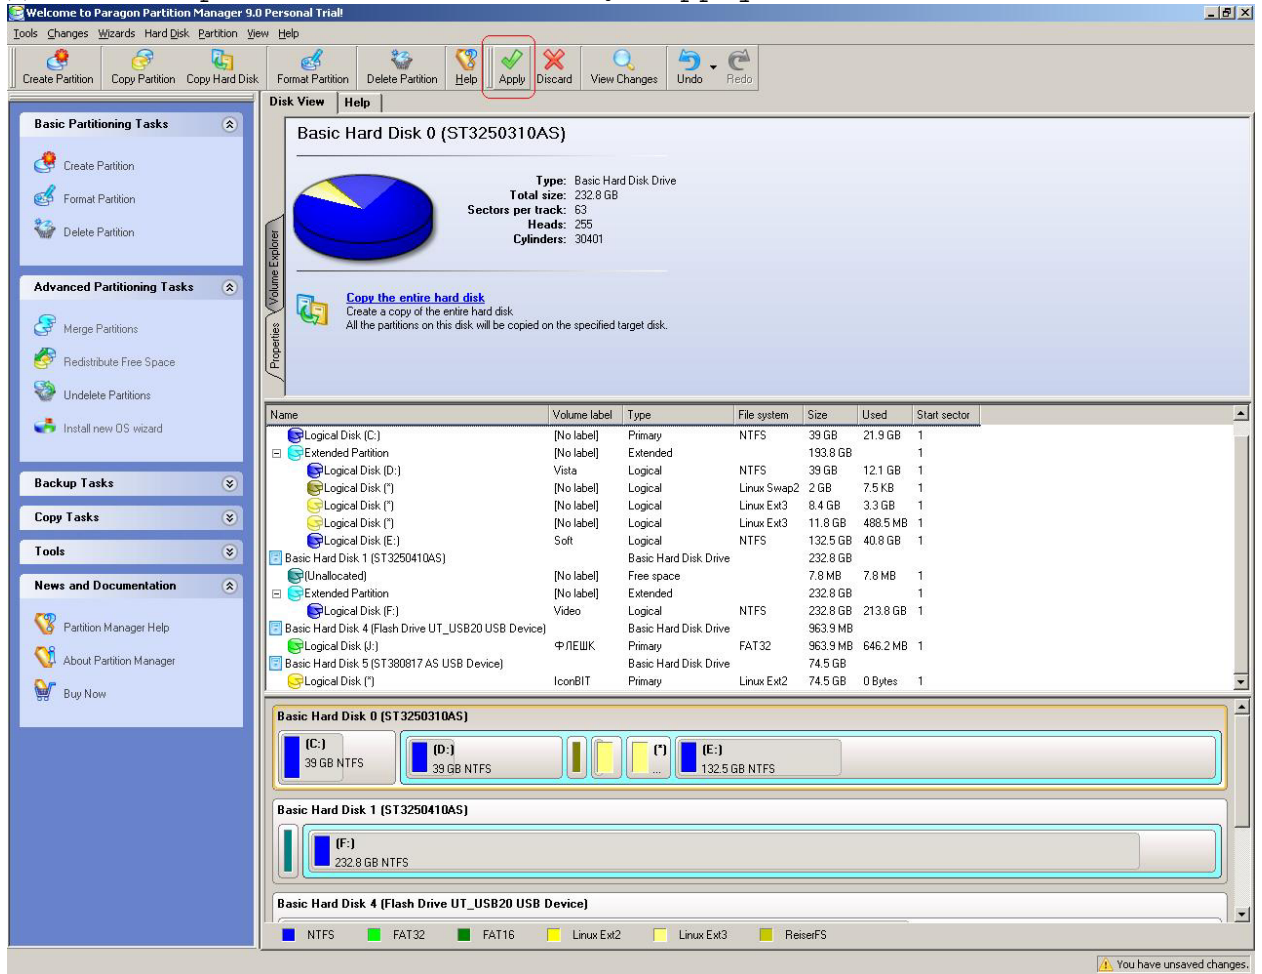 Welcome to Paragon Partition Manager 9.0 Personal Trial!
Tools Changes Wizards Hard Disk Partition View Help
Create Partition Copy Partition Copy Hard Disk Format Partition Delete Partition Help Apply Discard View Changes Undo Redo
Disk View Help
Basic Partitioning Tasks
Create Partition
Format Partition
Delete Partition
Advanced Partitioning Tasks
Merge Partitions
Redistribute Free Space
Undelete Partitions
Install new OS wizard
Backup Tasks
Copy Tasks
Tools
News and Documentation
Partition Manager Help
About Partition Manager
Buy Now
Volume Explorer
Properties
Basic Hard Disk 0 (ST3250310AS)
Type: Basic Hard Disk Drive
Total size: 232.8 GB
Sectors per track: 63
Heads: 255
Cylinders: 30401
Copy the entire hard disk
Create a copy of the entire hard disk
All the partitions on this disk will be copied on the specified target disk.
Name Volume label Type File system Size Used Start sector
Logical Disk (C:) [No label] Primary NTFS 39 GB 21.9 GB 1
Extended Partition [No label] Extended 193.8 GB 1
Logical Disk (D:) Vista Logical NTFS 39 GB 12.1 GB 1
Logical Disk (*) [No label] Logical Linux Swap2 2 GB 7.5 KB 1
Logical Disk (*) [No label] Logical Linux Ext3 8.4 GB 3.3 GB 1
Logical Disk (*) [No label] Logical Linux Ext3 11.8 GB 488.5 MB 1
Logical Disk (E:) Soft Logical NTFS 132.5 GB 40.8 GB 1
Basic Hard Disk 1 (ST3250410AS) Basic Hard Disk Drive 232.8 GB
(Unallocated) [No label] Free space 7.8 MB 7.8 MB 1
Extended Partition [No label] Extended 232.8 GB 1
Logical Disk (F:) Video Logical NTFS 232.8 GB 213.8 GB 1
Basic Hard Disk 4 (Flash Drive UT_USB20 USB Device) Basic Hard Disk Drive 963.9 MB
Logical Disk (J:) ФЛЕШК Primary FAT32 963.9 MB 646.2 MB 1
Basic Hard Disk 5 (ST380817 AS USB Device) Basic Hard Disk Drive 74.5 GB
Logical Disk (*) IconBIT Primary Linux Ext2 74.5 GB 0 Bytes 1
Basic Hard Disk 0 (ST3250310AS)
(C:) (D:) (*) (E:)
39 GB NTFS 39 GB NTFS ... 132.5 GB NTFS
Basic Hard Disk 1 (ST3250410AS)
(F:)
232.8 GB NTFS
Basic Hard Disk 4 (Flash Drive UT_USB20 USB Device)
NTFS FAT32 FAT16 Linux Ext2 Linux Ext3 ReiserFS
You have unsaved changes.